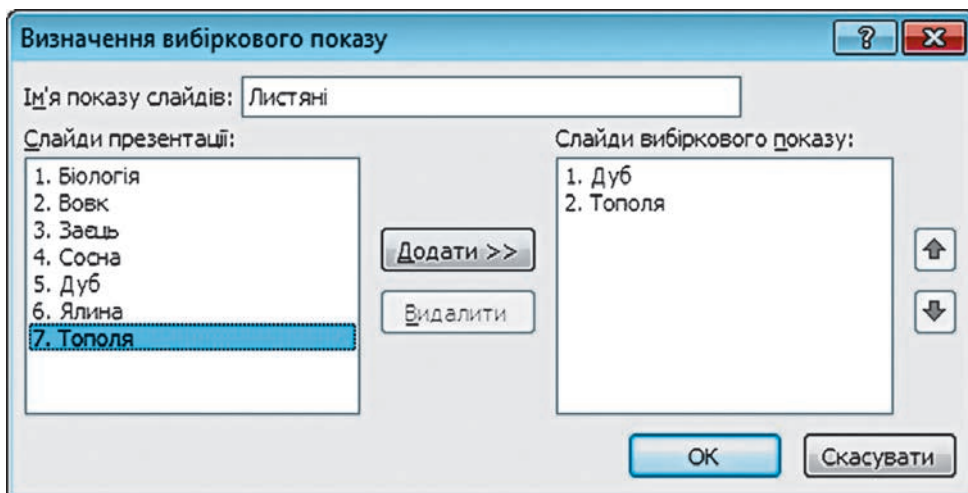 Визначення вибіркового показу
?
Ім'я показу слайдів: Листяні
Слайди презентації:
1. Біологія
2. Вовк
3. Заєць
4. Сосна
5. Дуб
6. Ялина
7. Тополя
Додати >>
Видалити
Слайди вибіркового показу:
1. Дуб
2. Тополя
ОК
Скасувати